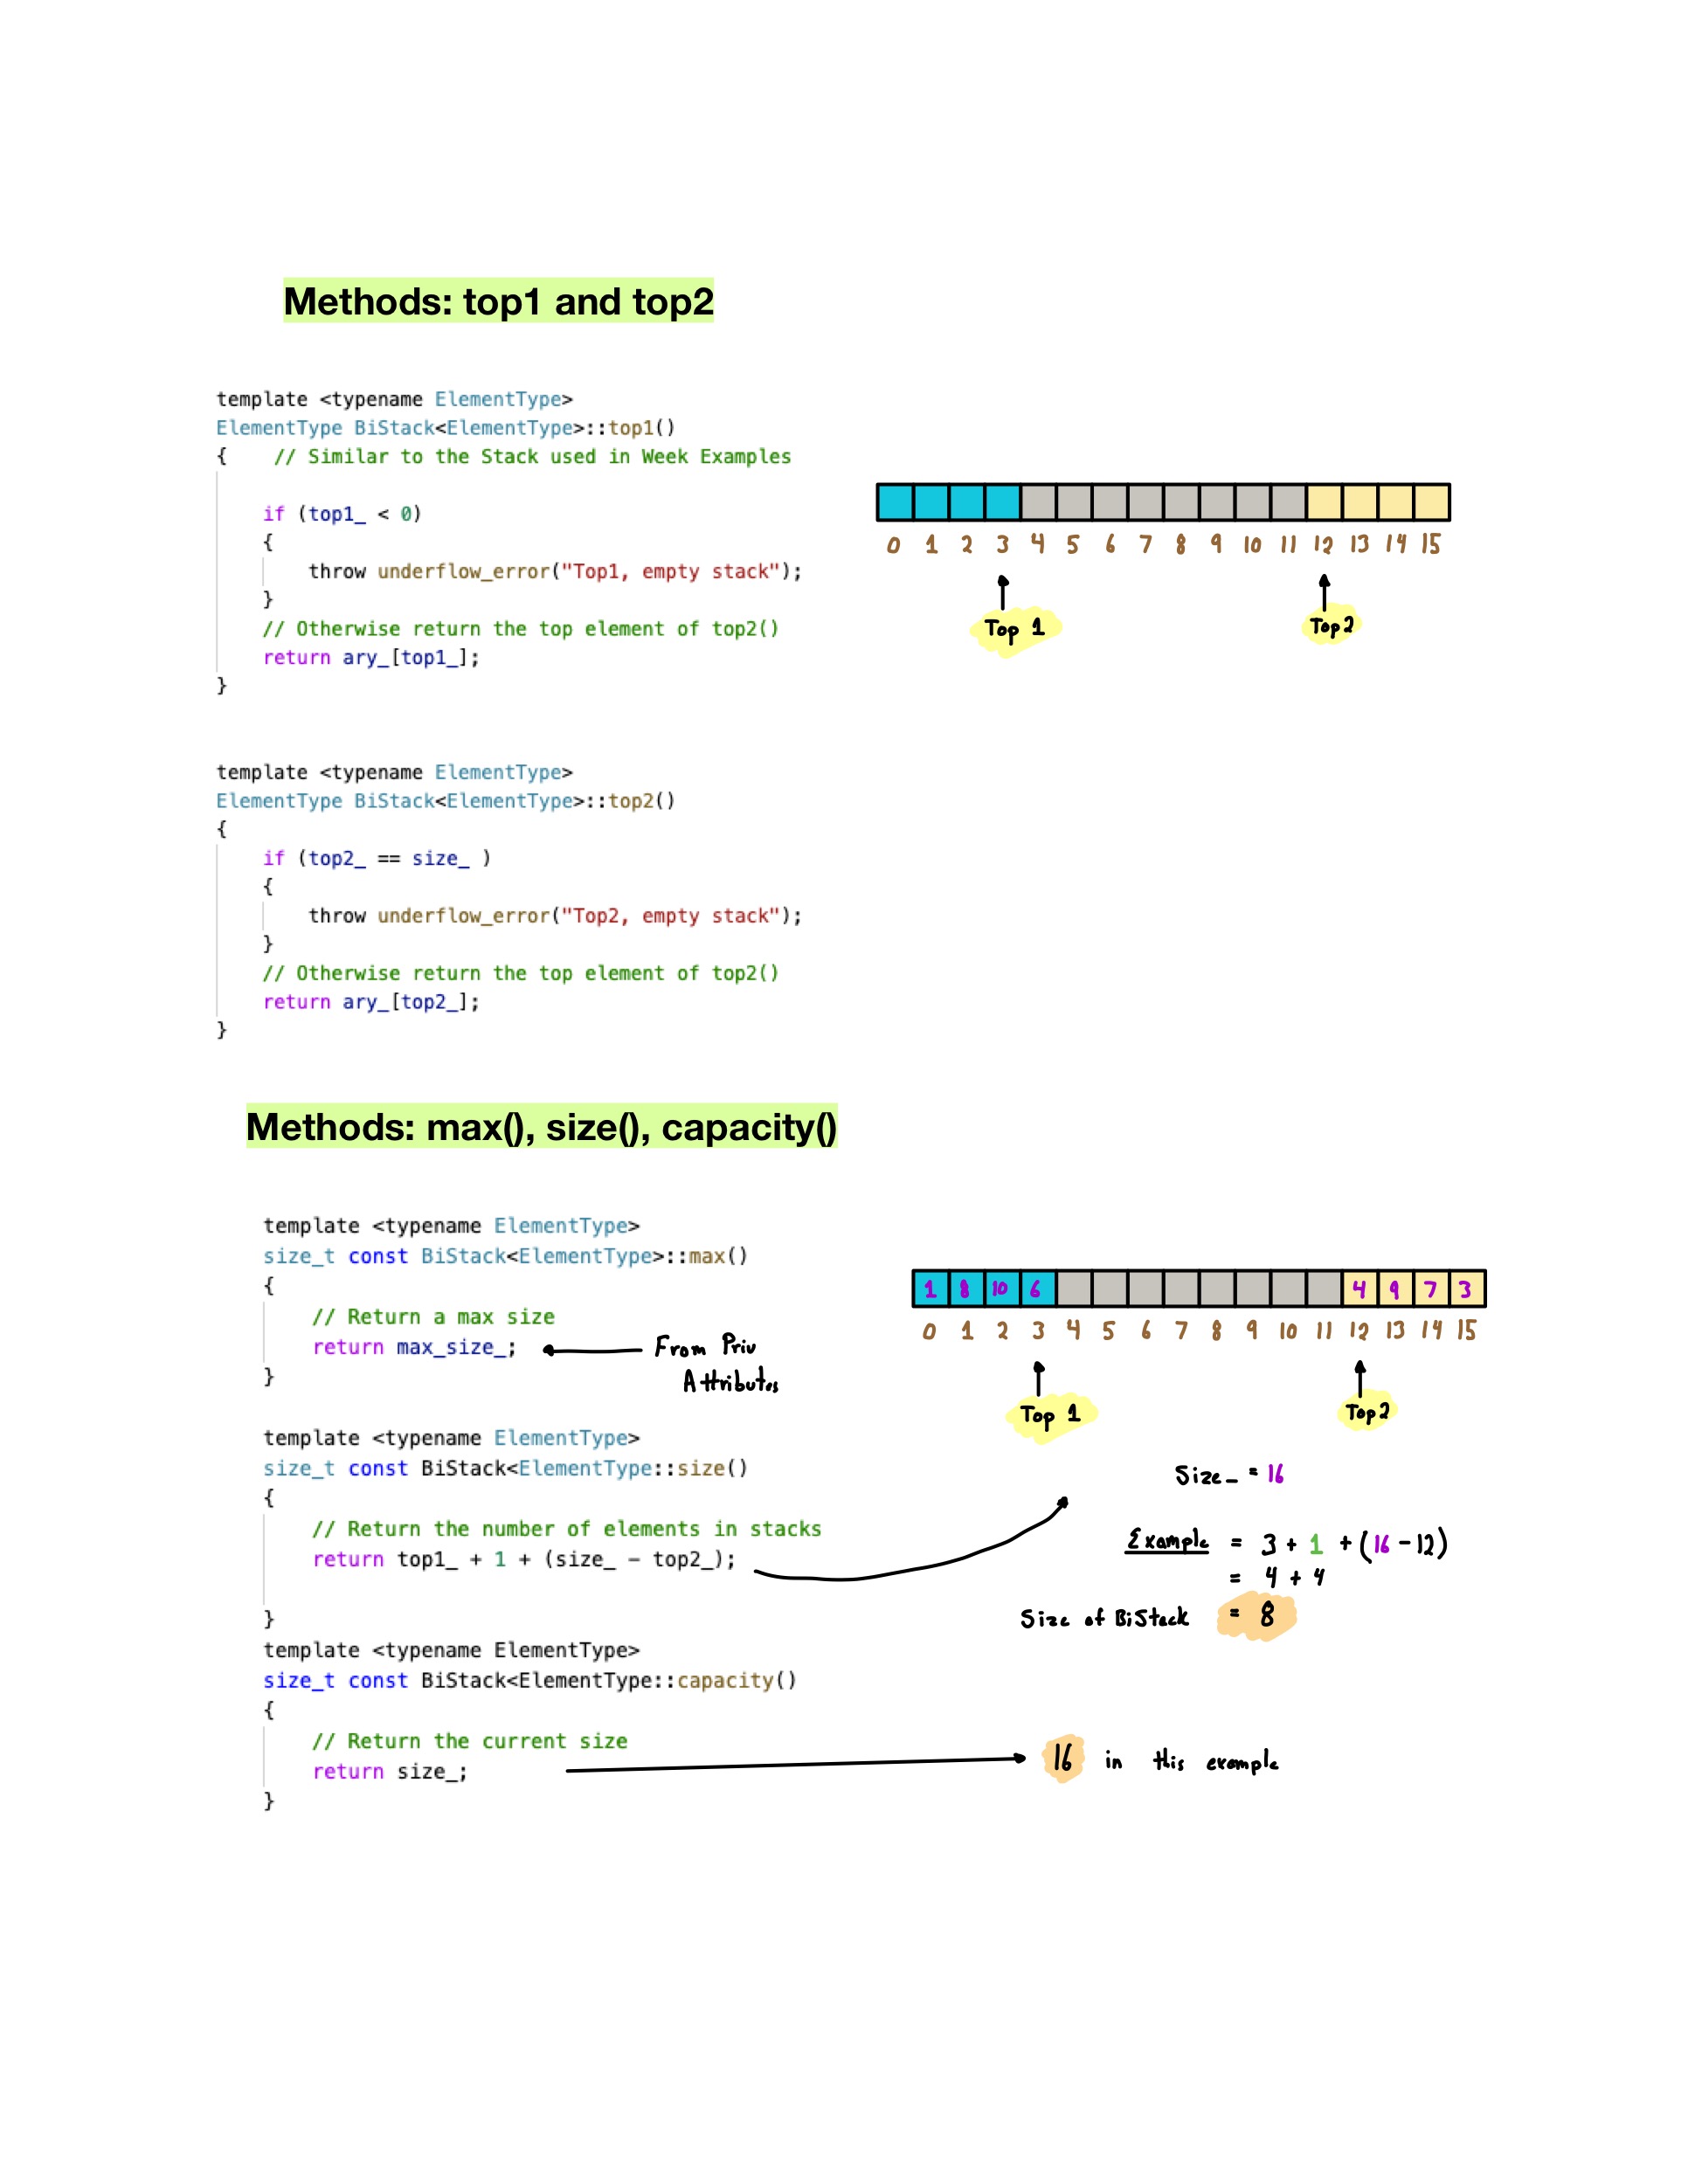 Methods: top1 and top2
template <typename ElementType>
ElementType BiStack<ElementType>::top1()
{    // Similar to the Stack used in Week Examples
if (top1_ < 0)
{
throw underflow_error("Top1, empty stack");
}
// Otherwise return the top element of top2()
return ary_[top1_];
}
0 1 2 3 4 5 6 7 8 9 10 11 12 13 14 15
Top 1 Top 2
template <typename ElementType>
ElementType BiStack<ElementType>::top2()
{
if (top2_ == size_ )
{
throw underflow_error("Top2, empty stack");
}
// Otherwise return the top element of top2()
return ary_[top2_];
}
Methods: max(), size(), capacity()
template <typename ElementType>
size_t const BiStack<ElementType>::max()
{
// Return a max size
return max_size_;
}
From Priv
Attributes
1 8 10 6 4 9 7 3
0 1 2 3 4 5 6 7 8 9 10 11 12 13 14 15
Top 1 Top 2
template <typename ElementType>
size_t const BiStack<ElementType::size()
{
// Return the number of elements in stacks
return top1_ + 1 + (size_ - top2_);
}
Size_ = 16
Example = 3 + 1 + (16 - 12)
= 4 + 4
Size of BiStack = 8
template <typename ElementType>
size_t const BiStack<ElementType::capacity()
{
// Return the current size
return size_;
}
16 in this example